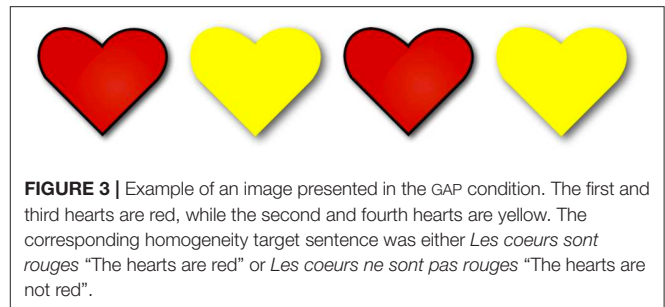 FIGURE 3 | Example of an image presented in the GAP condition. The first and
third hearts are red, while the second and fourth hearts are yellow. The
corresponding homogeneity target sentence was either Les coeurs sont
rouges “The hearts are red” or Les coeurs ne sont pas rouges “The hearts are
not red”.